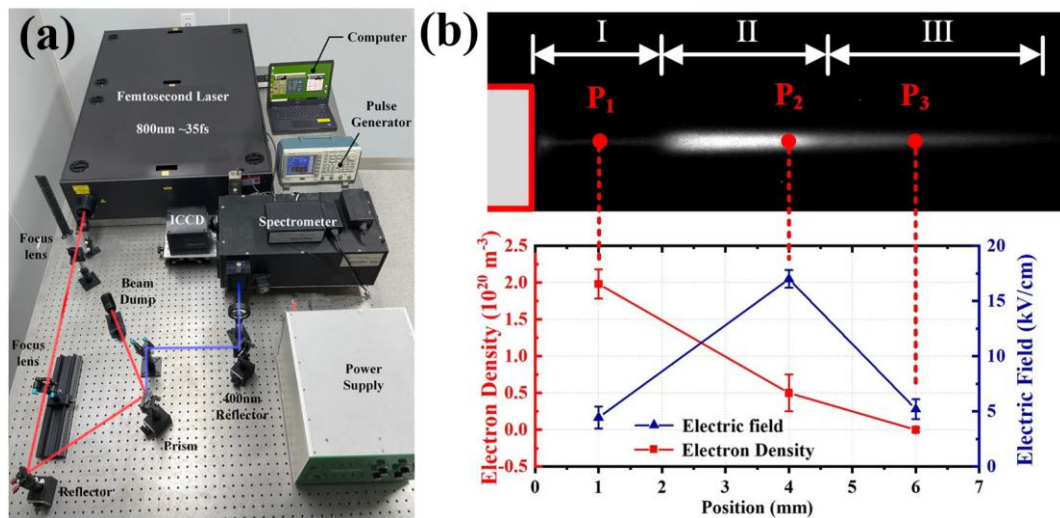 (a)
Computer
Femtosecond Laser
800nm ~35fs
Pulse
Generator
ICCD
Spectrometer
Focus
lens
Beam
Dump
Focus
lens
400nm
Reflector
Power
Supply
Prism
Reflector
(b)
I II III
P1 P2 P3
Electron Density (10^20 m^-3)
2.5
2.0
1.5
1.0
0.5
0.0
-0.5
Electric field
Electron Density
20
15
10
5
0
Electric Field (kV/cm)
0 1 2 3 4 5 6 7
Position (mm)